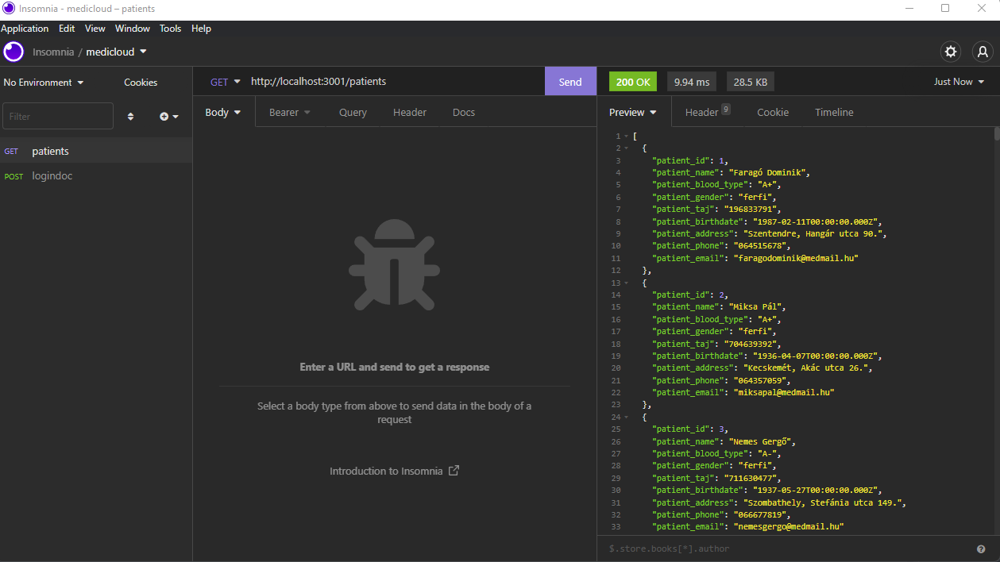 Insomnia - medicloud – patients
Application Edit View Window Tools Help
Insomnia / medicloud
No Environment Cookies
Filter
GET patients
POST logindoc
GET http://localhost:3001/patients Send
Body Bearer Query Header Docs
Enter a URL and send to get a response
Select a body type from above to send data in the body of a
request
Introduction to Insomnia
200 OK 9.94 ms 28.5 KB Just Now
Preview Header 9 Cookie Timeline
1 [
2 {
3 "patient_id": 1,
4 "patient_name": "Faragó Dominik",
5 "patient_blood_type": "A+",
6 "patient_gender": "ferfi",
7 "patient_taj": "196833791",
8 "patient_birthdate": "1987-02-11T00:00:00.000Z",
9 "patient_address": "Szentendre, Hangár utca 90.",
10 "patient_phone": "064515678",
11 "patient_email": "faragodominik@medmail.hu"
12 },
13 {
14 "patient_id": 2,
15 "patient_name": "Miksa Pál",
16 "patient_blood_type": "A+",
17 "patient_gender": "ferfi",
18 "patient_taj": "704639392",
19 "patient_birthdate": "1936-04-07T00:00:00.000Z",
20 "patient_address": "Kecskemét, Akác utca 26.",
21 "patient_phone": "064357059",
22 "patient_email": "miksapal@medmail.hu"
23 },
24 {
25 "patient_id": 3,
26 "patient_name": "Nemes Gergő",
27 "patient_blood_type": "A-",
28 "patient_gender": "ferfi",
29 "patient_taj": "711630477",
30 "patient_birthdate": "1937-05-27T00:00:00.000Z",
31 "patient_address": "Szombathely, Stefánia utca 149.",
32 "patient_phone": "066677819",
33 "patient_email": "nemesgergo@medmail.hu"
$.store.books[*].author